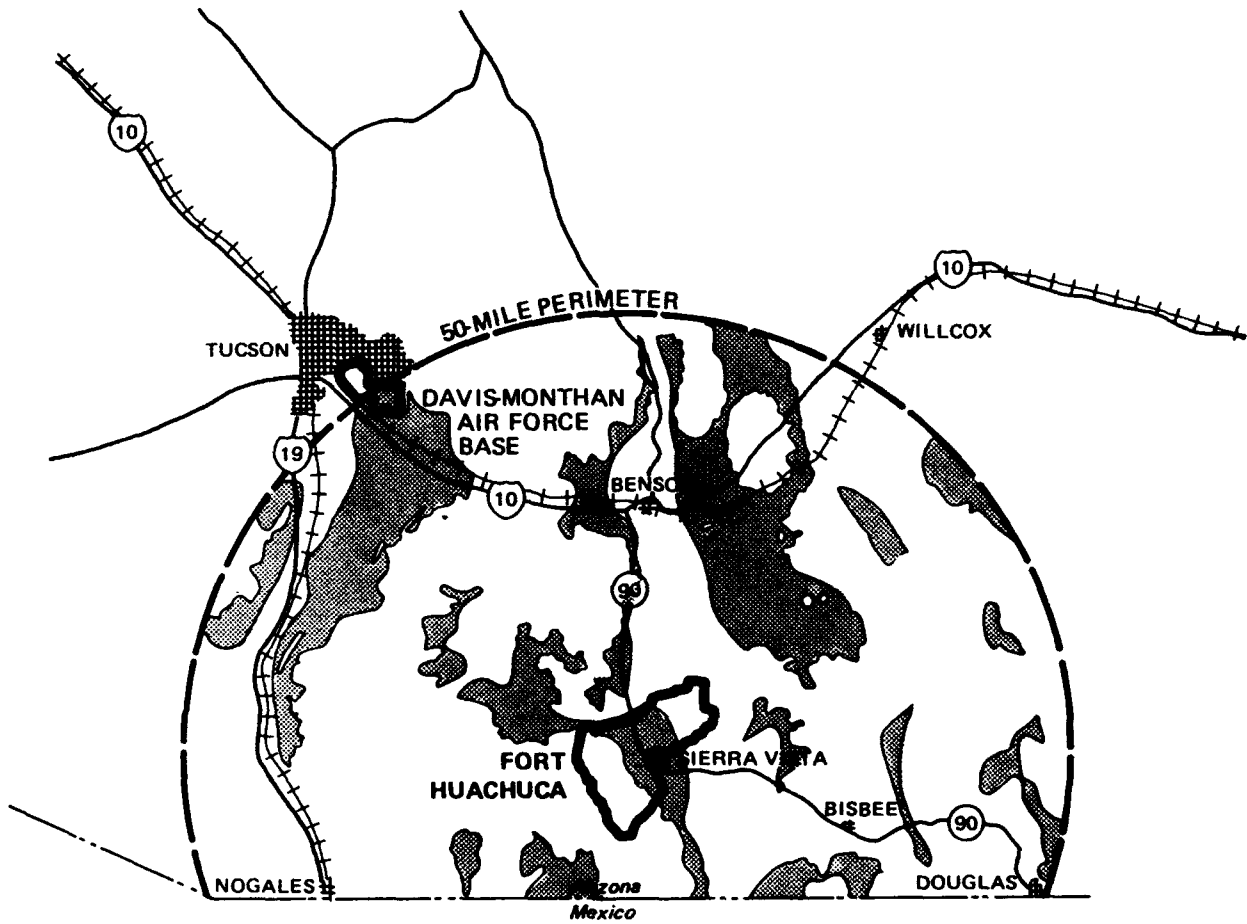 10
10
50-MILE PERIMETER
WILLCOX
TUCSON
DAVIS-MONTHAN
AIR FORCE
BASE
19
10
90
FORT
HUACHUCA
BISBEE
90
NOGALES
DOUGLAS
Mexico